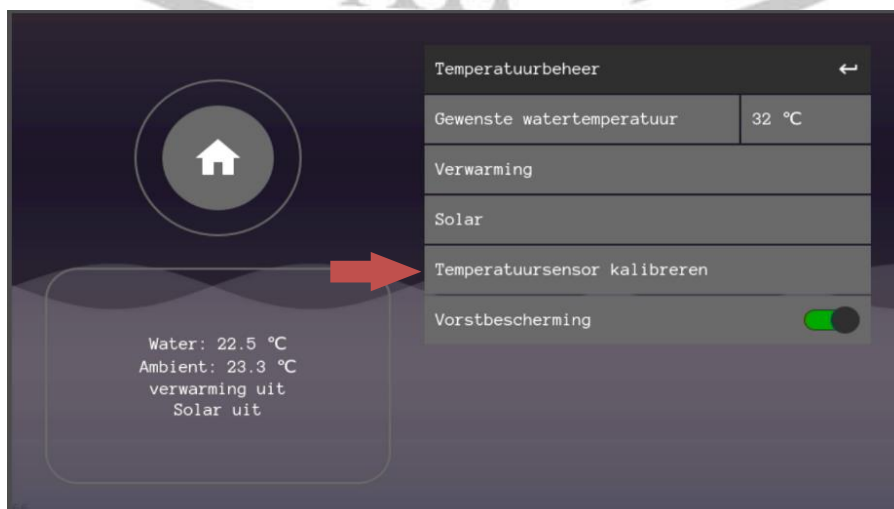 Temperatuurbeheer
Gewenste watertemperatuur 32 °C
Verwarming
Solar
Temperatuursensor kalibreren
Vorstbescherming
Water: 22.5 °C
Ambient: 23.3 °C
verwarming uit
Solar uit